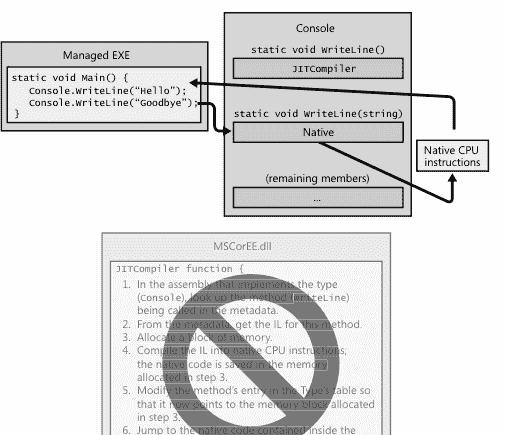 Console
static void WriteLine()
JITCompiler
Managed EXE
static void Main() {
Console.WriteLine(“Hello”);
Console.WriteLine(“Goodbye”);
}
static void WriteLine(string)
Native
Native CPU
instructions
(remaining members)
...
MSCorEE.dll
JITCompiler function {
1. In the assembly that implements the type
(Console), look up the method (WriteLine)
being called in the metadata.
2. From the metadata, get the IL for this method.
3. Allocate a block of memory.
4. Compile the IL into native CPU instructions;
the native code is saved in the memory
allocated in step 3.
5. Modify the method’s entry in the Type’s table so
that it now points to the memory block allocated
in step 3.
6. Jump to the native code contained inside the